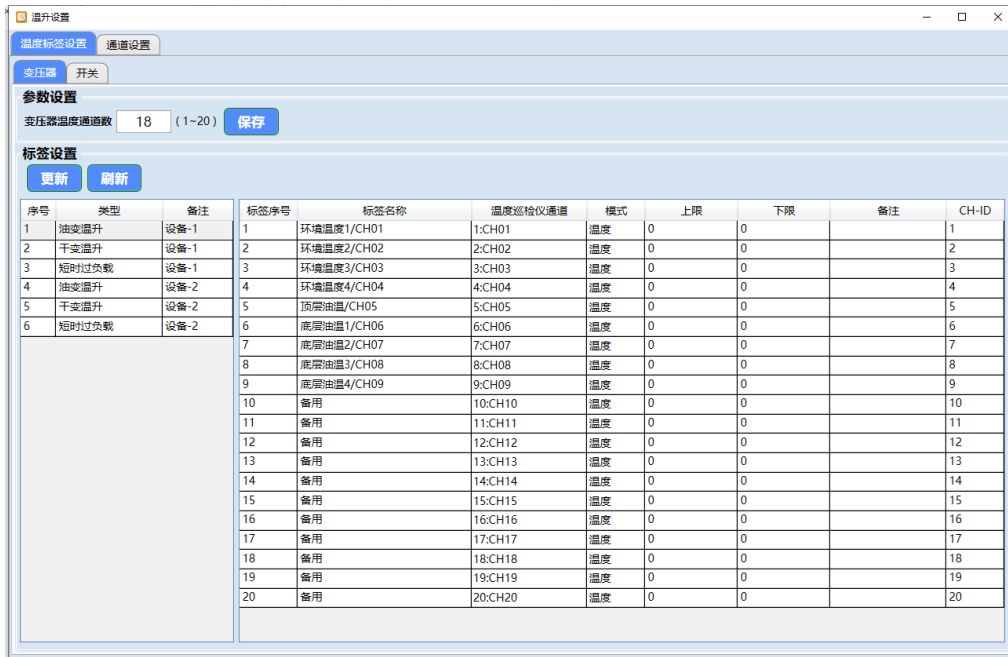 温升设置
温度标签设置 通道设置
变压器 开关
参数设置
变压器温度通道数 18 (1~20) 保存
标签设置
更新 刷新
序号 类型 备注
1 油变温升 设备-1
2 干变温升 设备-1
3 短时过负载 设备-1
4 油变温升 设备-2
5 干变温升 设备-2
6 短时过负载 设备-2
标签序号 标签名称 温度巡检仪通道 模式 上限 下限 备注 CH-ID
1 环境温度1/CH01 1:CH01 温度 0 0 1
2 环境温度2/CH02 2:CH02 温度 0 0 2
3 环境温度3/CH03 3:CH03 温度 0 0 3
4 环境温度4/CH04 4:CH04 温度 0 0 4
5 顶层油温/CH05 5:CH05 温度 0 0 5
6 底层油温1/CH06 6:CH06 温度 0 0 6
7 底层油温2/CH07 7:CH07 温度 0 0 7
8 底层油温3/CH08 8:CH08 温度 0 0 8
9 底层油温4/CH09 9:CH09 温度 0 0 9
10 备用 10:CH10 温度 0 0 10
11 备用 11:CH11 温度 0 0 11
12 备用 12:CH12 温度 0 0 12
13 备用 13:CH13 温度 0 0 13
14 备用 14:CH14 温度 0 0 14
15 备用 15:CH15 温度 0 0 15
16 备用 16:CH16 温度 0 0 16
17 备用 17:CH17 温度 0 0 17
18 备用 18:CH18 温度 0 0 18
19 备用 19:CH19 温度 0 0 19
20 备用 20:CH20 温度 0 0 20